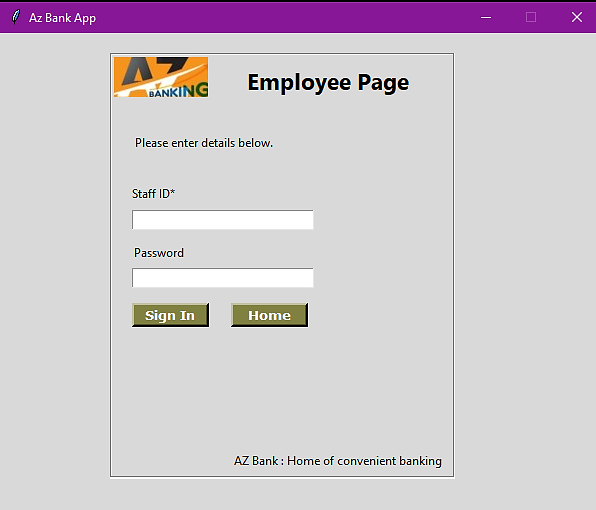 Az Bank App
AZ
BANKING
Employee Page
Please enter details below.
Staff ID*
Password
Sign In Home
AZ Bank : Home of convenient banking